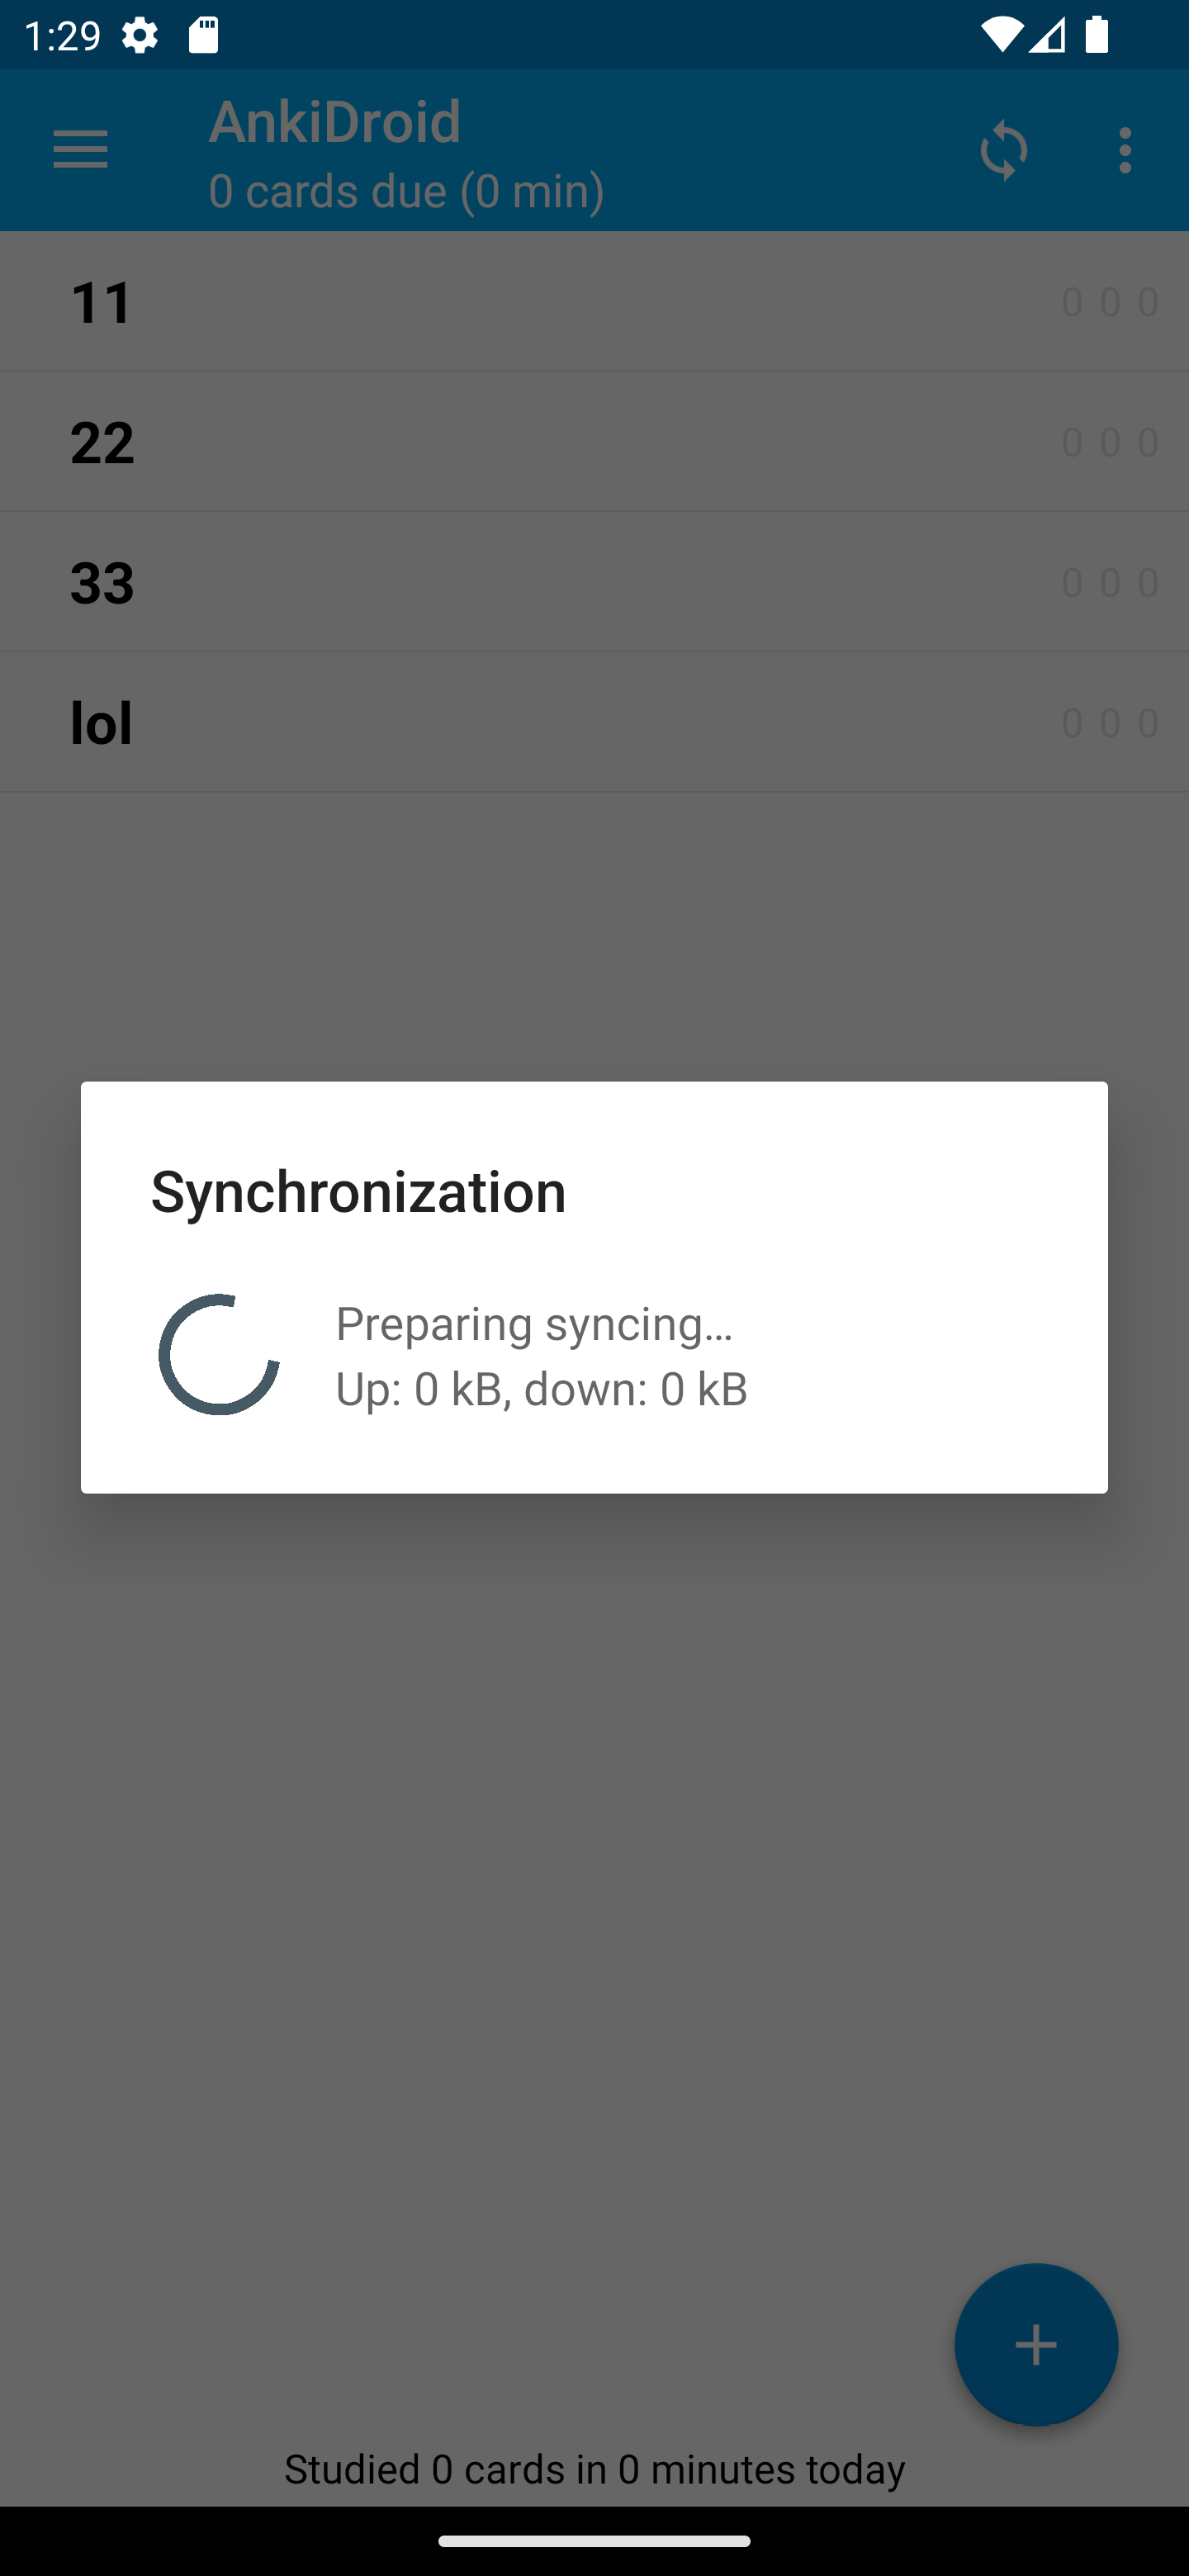 1:29
AnkiDroid
0 cards due (0 min)
11 0 0 0
22 0 0 0
33 0 0 0
lol 0 0 0
Synchronization
Preparing syncing…
Up: 0 kB, down: 0 kB
Studied 0 cards in 0 minutes today